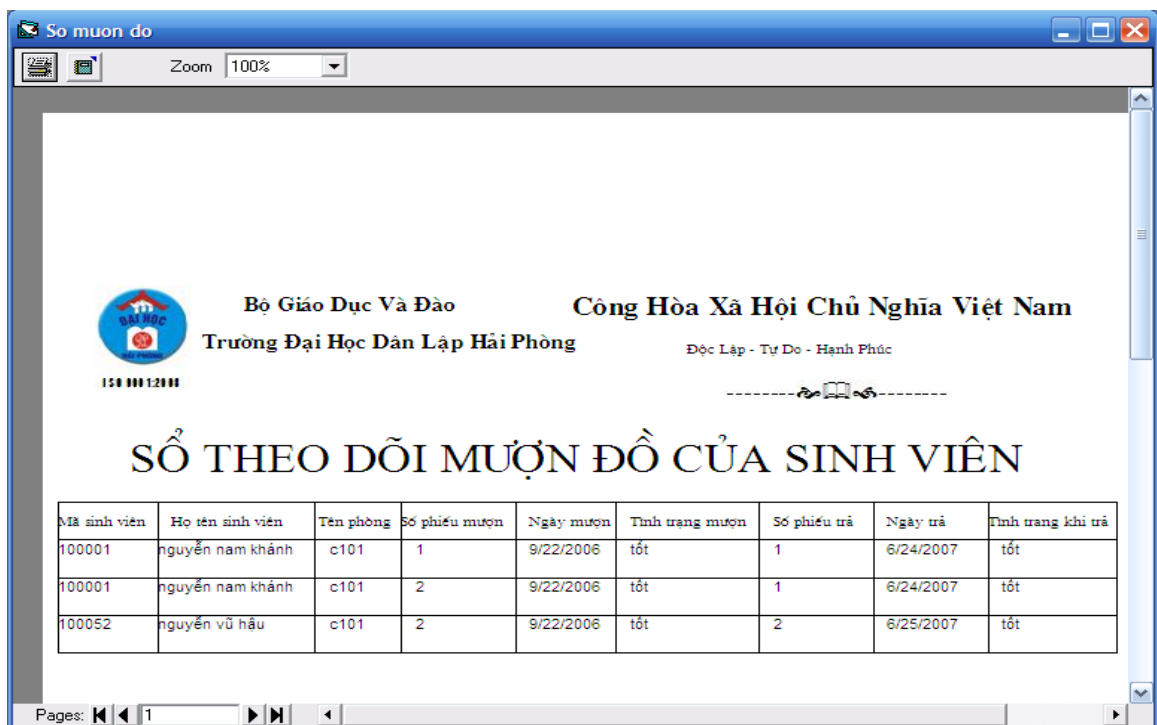 So muon do
Zoom 100%
ĐẠI HỌC
HẢI PHÒNG
Bộ Giáo Dục Và Đào
Trường Đại Học Dân Lập Hải Phòng
Công Hòa Xã Hội Chủ Nghĩa Việt Nam
Độc Lập - Tự Do - Hạnh Phúc
SỔ THEO DÕI MƯỢN ĐỒ CỦA SINH VIÊN
Mã sinh viên Họ tên sinh viên Tên phòng Số phiếu mượn Ngày mượn Tình trạng mượn Số phiếu trả Ngày trả Tình trang khi trả
100001 nguyễn nam khánh c101 1 9/22/2006 tốt 1 6/24/2007 tốt
100001 nguyễn nam khánh c101 2 9/22/2006 tốt 1 6/24/2007 tốt
100052 nguyễn vũ hậu c101 2 9/22/2006 tốt 2 6/25/2007 tốt
Pages: 1